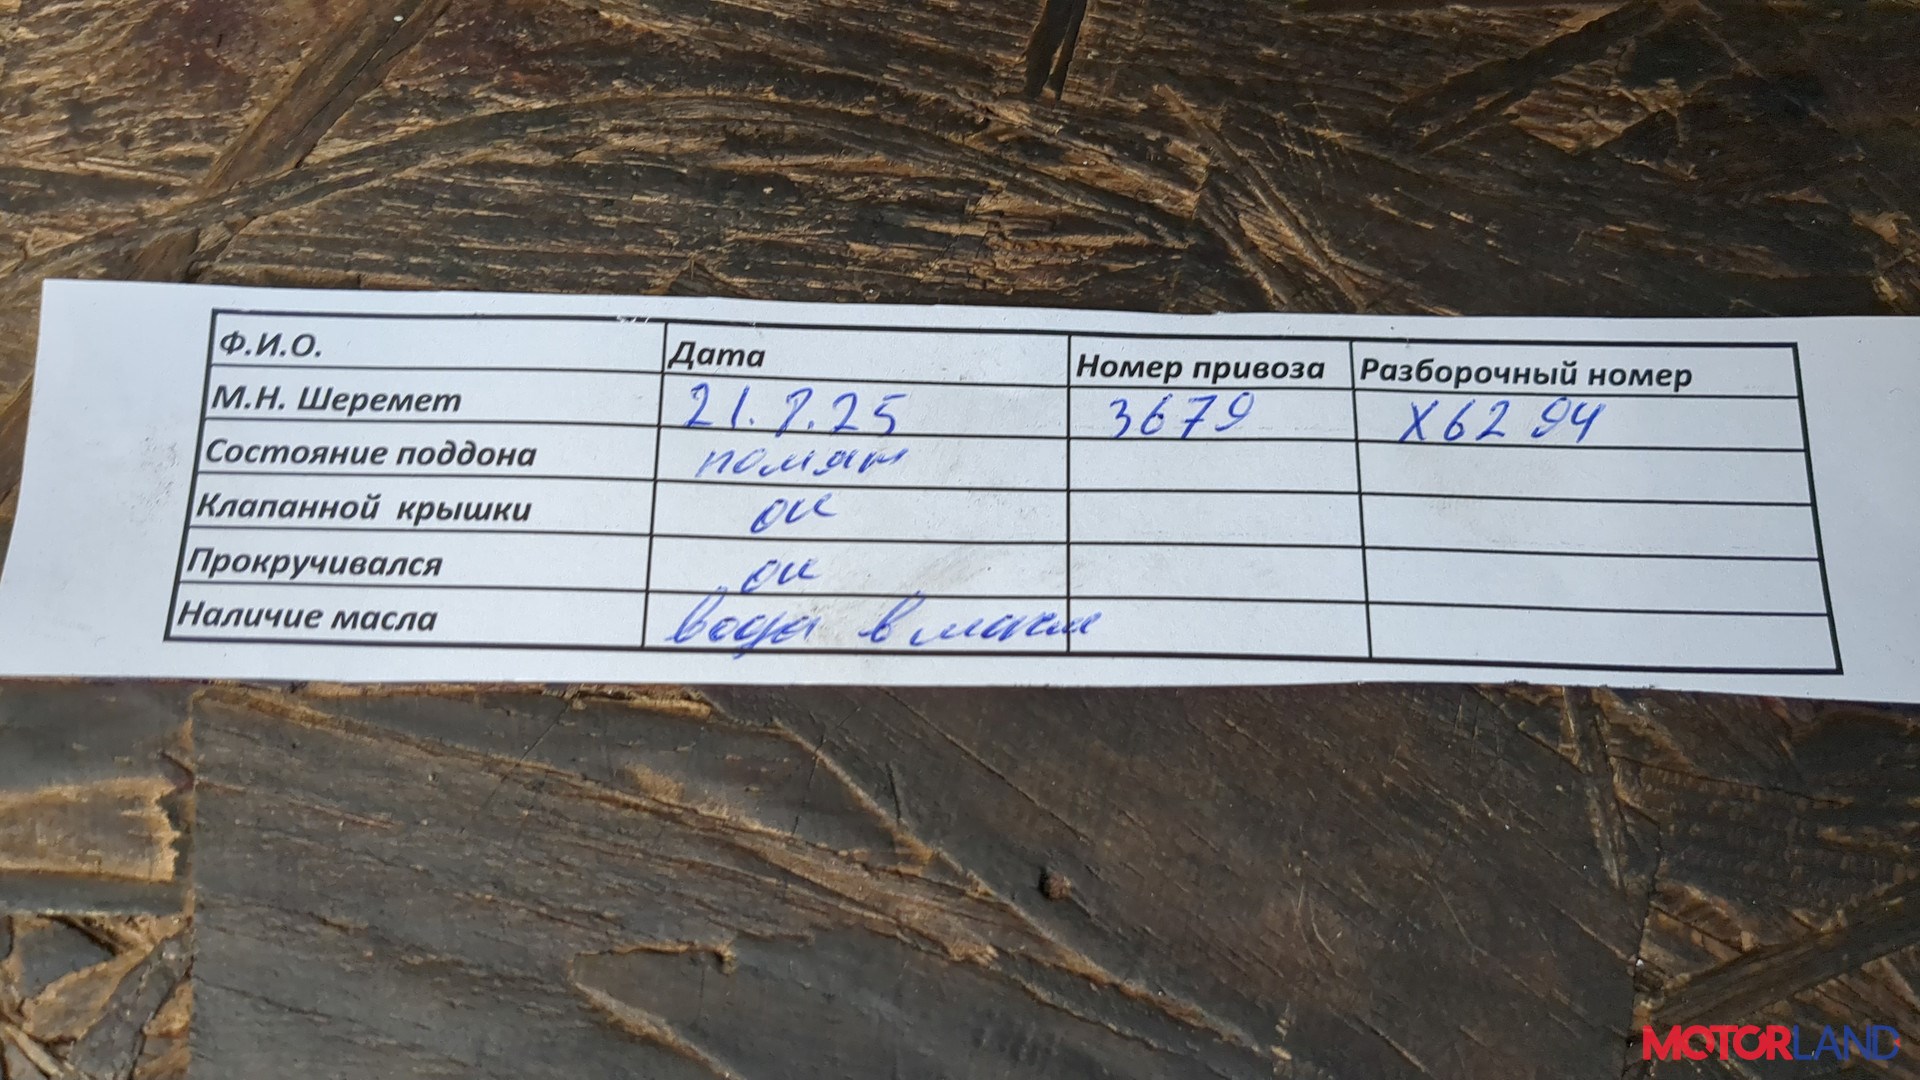 Ф.И.О. Дата Номер привоза Разборочный номер
М.Н. Шеремет 21.7.25 3679 X62 94
Состояние поддона помят
Клапанной крышки ок
Прокручивался ок
Наличие масла вода в масле
MOTORLAND